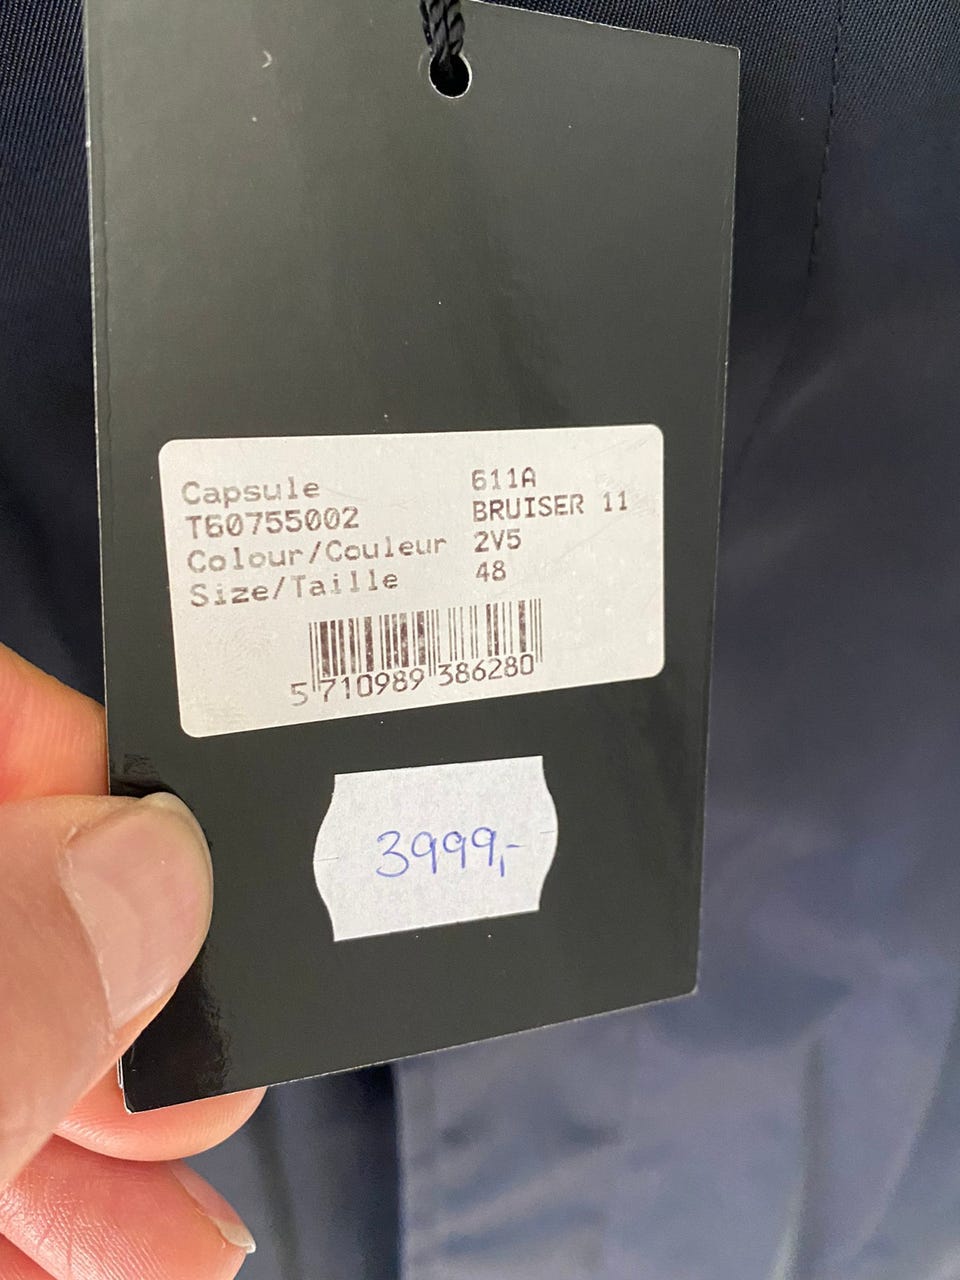 Capsule 611A
T60755002 BRUISER 11
Colour/Couleur 2V5
Size/Taille 48
5 710989 386280
3999,-